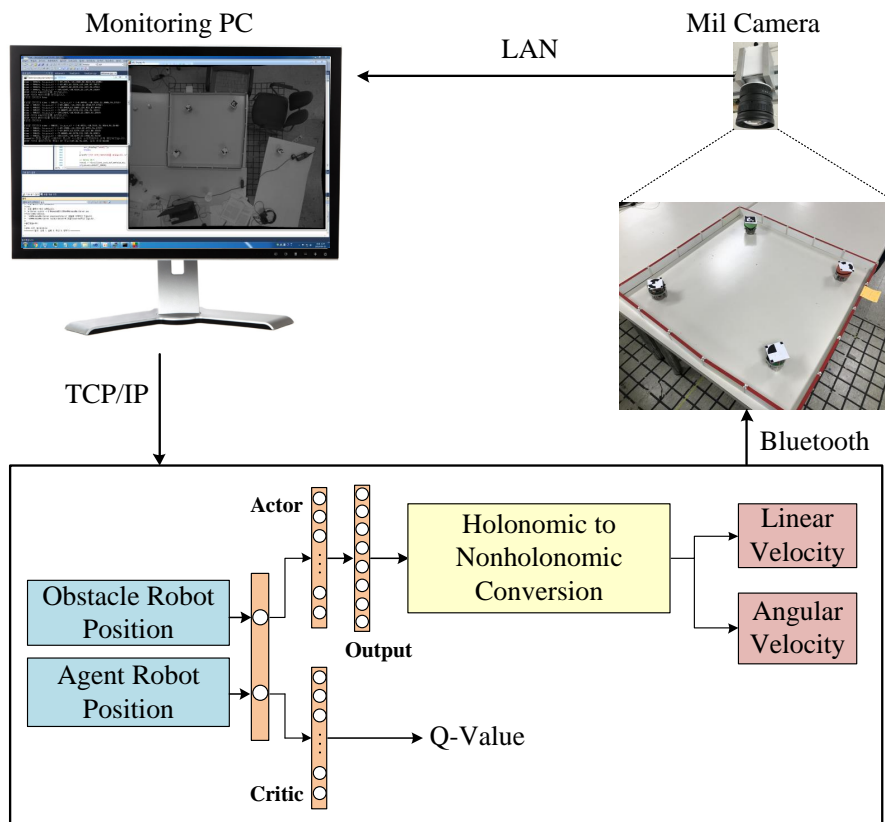 Monitoring PC
Mil Camera
LAN
TCP/IP
Bluetooth
Actor
Holonomic to
Nonholonomic
Conversion
Linear
Velocity
Obstacle Robot
Position
Angular
Velocity
Output
Agent Robot
Position
Q-Value
Critic